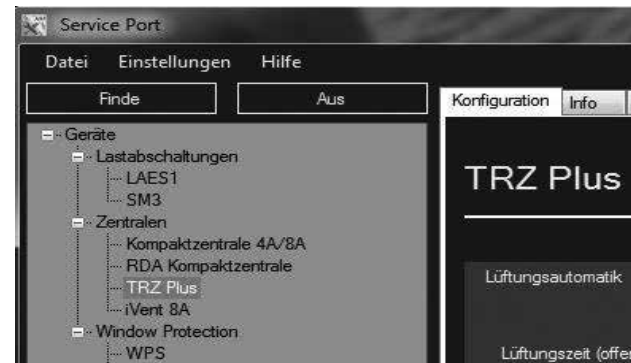 Service Port
Datei Einstellungen Hilfe
Finde Aus
Konfiguration Info
Geräte
Lastabschaltungen
LAES1
SM3
Zentralen
Kompaktzentrale 4A/8A
RDA Kompaktzentrale
TRZ Plus
iVent 8A
Window Protection
WPS
TRZ Plus
Lüftungsautomatik
Lüftungszeit (offen